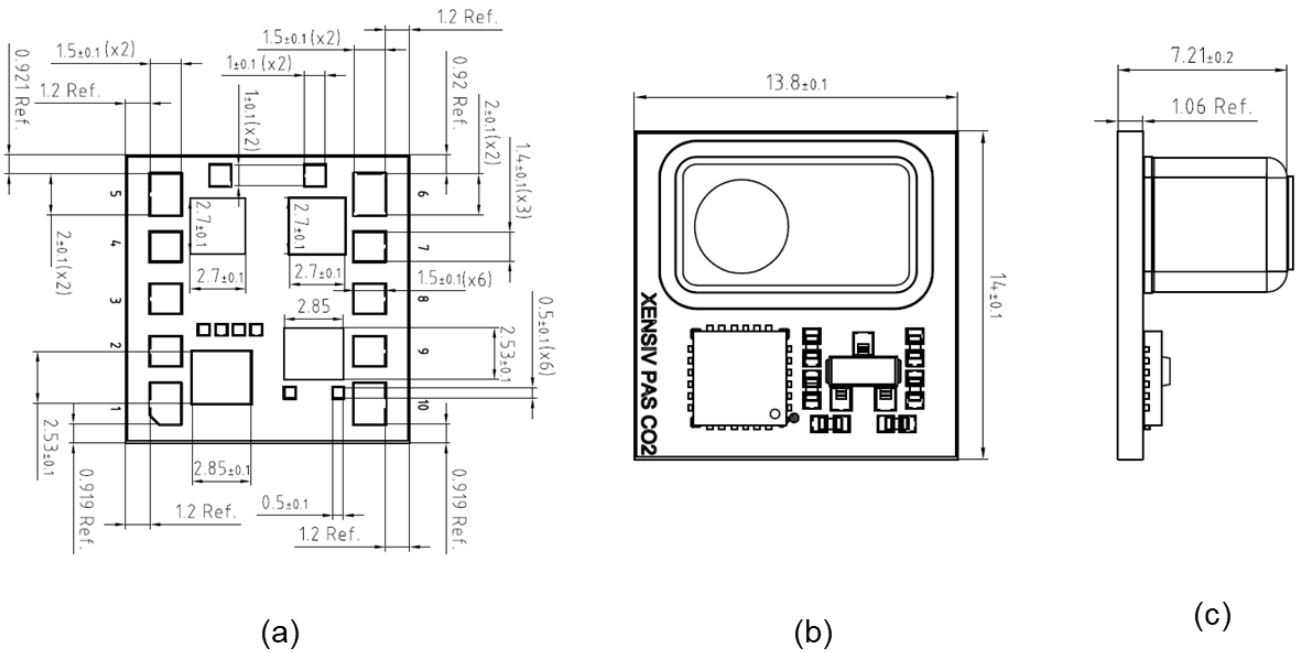 1.2 Ref.
1.5±0.1(x2)
1.5±0.1(x2)
1±0.1(x2)
0.921 Ref.
1.2 Ref.
1±0.1(x2)
0.92 Ref.
2±0.1(x2)
1.4±0.1(x3)
5
6
2.7±0.1
2.7±0.1
4
7
2±0.1(x2)
2.7±0.1
2.7±0.1
1.5±0.1(x6)
3
8
2.85
0.5±0.1(x6)
2
9
2.53±0.1
1
10
2.53±0.1
2.85±0.1
0.919 Ref.
1.2 Ref.
0.5±0.1
1.2 Ref.
0.919 Ref.
(a)
13.8±0.1
14±0.1
XENSIV PAS CO2
(b)
7.21±0.2
1.06 Ref.
(c)